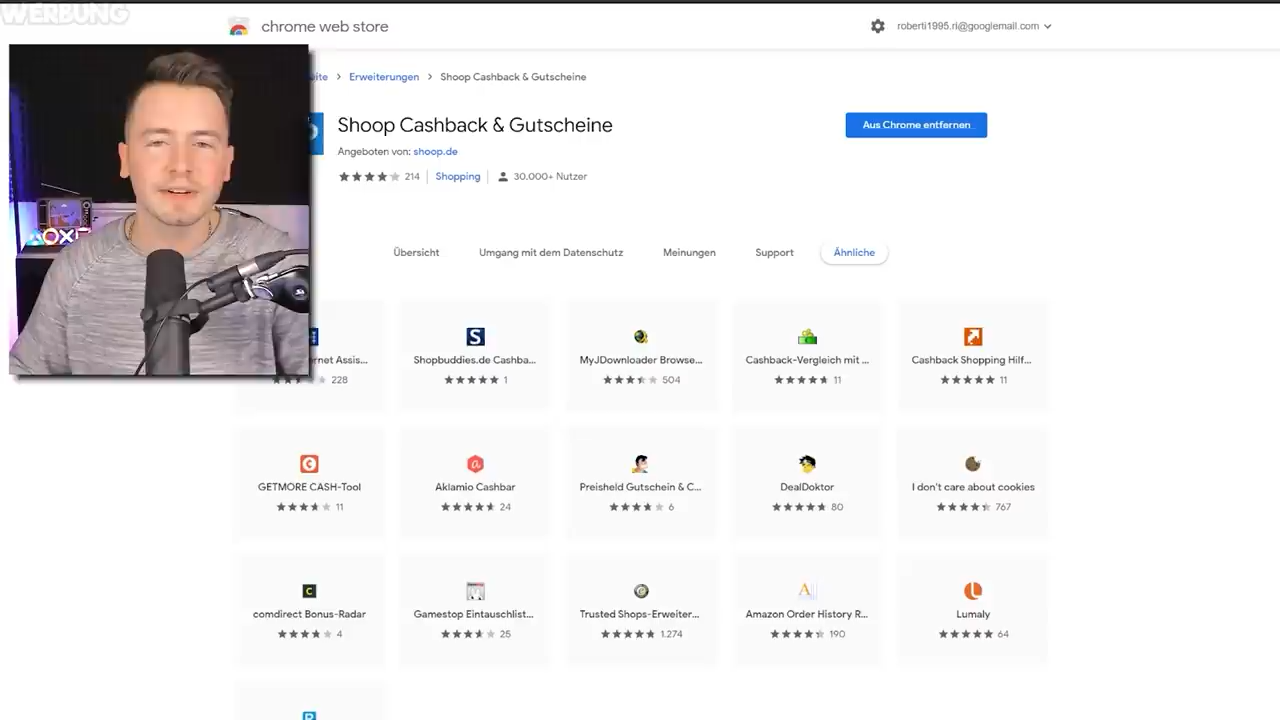 WERBUNG
chrome web store
roberti1995.rl@googlemail.com
ite > Erweiterungen > Shoop Cashback & Gutscheine
Shoop Cashback & Gutscheine
Aus Chrome entfernen
Angeboten von: shoop.de
214 Shopping 30.000+ Nutzer
Übersicht Umgang mit dem Datenschutz Meinungen Support Ähnliche
rnet Assis... Shopbuddies.de Cashba... MyJDownloader Browse... Cashback-Vergleich mit ... Cashback Shopping Hilf...
228 1 504 11 11
GETMORE CASH-Tool Aklamio Cashbar Preisheld Gutschein & C... DealDoktor I don't care about cookies
11 24 6 80 767
comdirect Bonus-Radar Gamestop Eintauschlist... Trusted Shops-Erweiter... Amazon Order History R... Lumaly
4 25 1.274 190 64